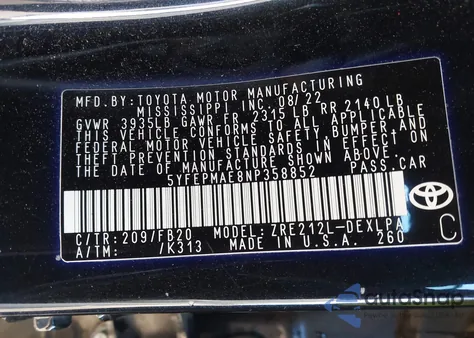 MFD.BY:TOYOTA MOTOR MANUFACTURING
MISSISSIPPI INC. 08/22
GVWR 3935LB GAWR FR 2315 LB RR 2140LB
THIS VEHICLE CONFORMS TO ALL APPLICABLE
FEDERAL MOTOR VEHICLE SAFETY, BUMPER, AND
THEFT PREVENTION STANDARDS IN EFFECT ON
THE DATE OF MANUFACTURE SHOWN ABOVE.
5YFEPMAE8NP358852 PASS.CAR
C/TR:209/FB20 ZRE212L-DEXLPA
A/TM: /K313 MADE IN U.S.A. 260
C
AutoSnap